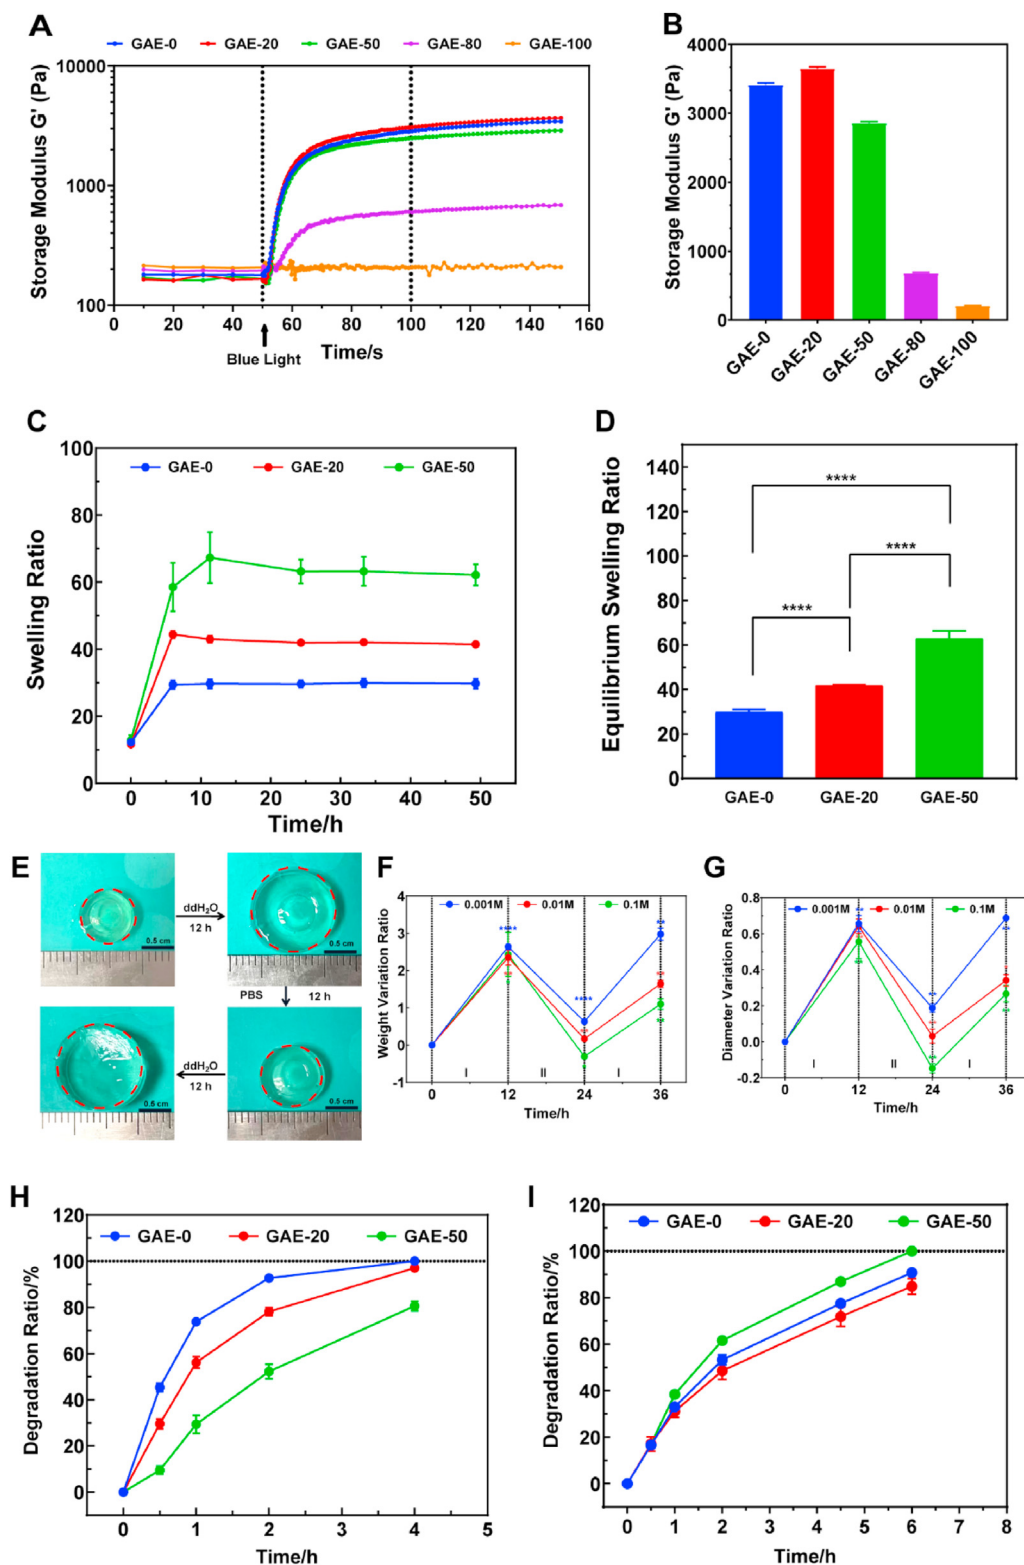 A
GAE-0 GAE-20 GAE-50 GAE-80 GAE-100
Storage Modulus G' (Pa)
10000
1000
100
0 20 40 60 80 100 120 140 160
Blue Light
Time/s
B
Storage Modulus G' (Pa)
4000
3000
2000
1000
0
GAE-0 GAE-20 GAE-50 GAE-80 GAE-100
C
GAE-0 GAE-20 GAE-50
Swelling Ratio
100
80
60
40
20
0
0 10 20 30 40 50
Time/h
D
Equilibrium Swelling Ratio
140
120
100
80
60
40
20
0
****
****
****
GAE-0 GAE-20 GAE-50
E
ddH₂O
12 h
0.5 cm
0.5 cm
PBS 12 h
ddH₂O
12 h
0.5 cm
0.5 cm
F
0.001M 0.01M 0.1M
Weight Variation Ratio
4
3
2
1
0
-1
****
****
**
I II I
0 12 24 36
Time/h
G
0.001M 0.01M 0.1M
Diameter Variation Ratio
0.8
0.6
0.4
0.2
0.0
-0.2
**
**
I II I
0 12 24 36
Time/h
H
GAE-0 GAE-20 GAE-50
Degradation Ratio/%
120
100
80
60
40
20
0
0 1 2 3 4 5
Time/h
I
GAE-0 GAE-20 GAE-50
Degradation Ratio/%
120
100
80
60
40
20
0
0 1 2 3 4 5 6 7 8
Time/h